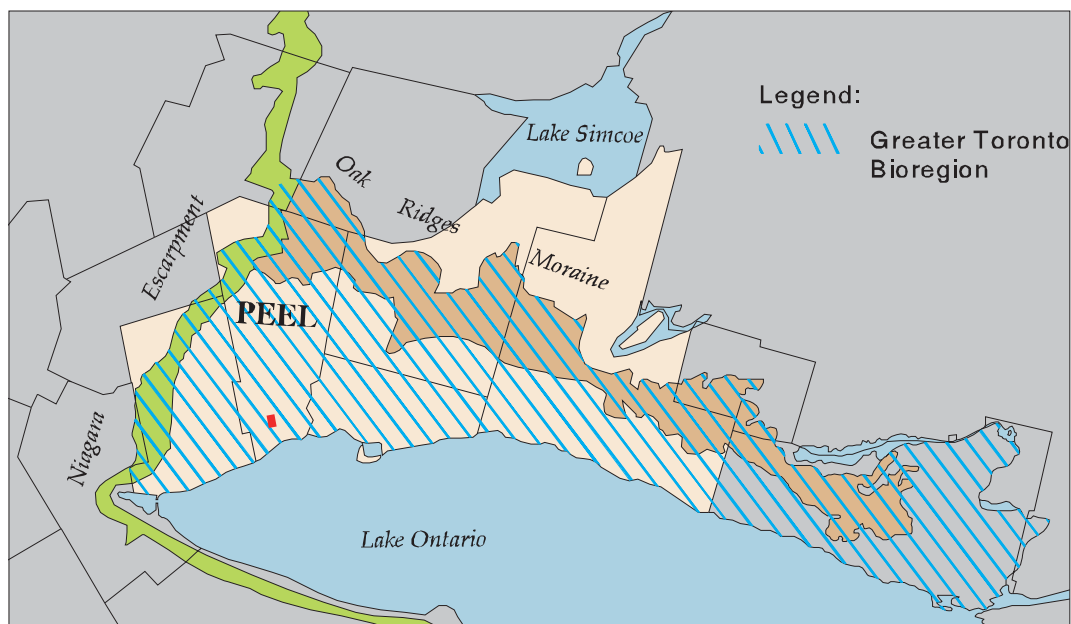 Legend:
Greater Toronto
Bioregion
Lake Simcoe
Oak
Ridges
Moraine
Escarpment
PEEL
Niagara
Lake Ontario